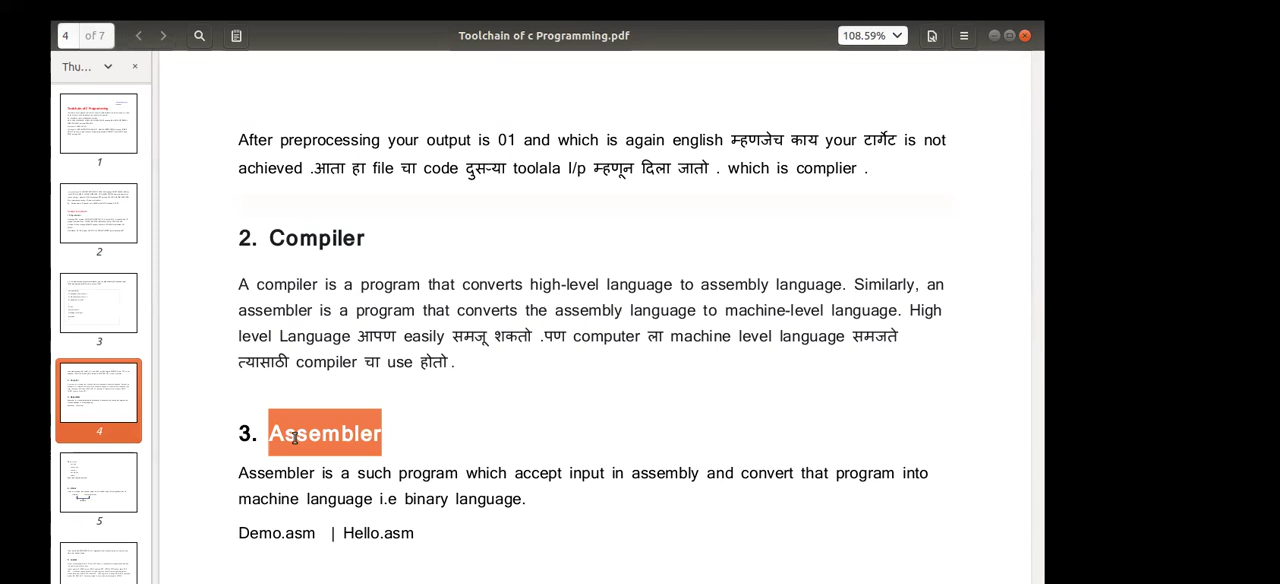 4 of 7
Toolchain of c Programming.pdf
108.59%
Thu...
After preprocessing your output is 01 and which is again english म्हणजेच काय your टार्गेट is not
achieved .आता हा file चा code दुसऱ्या toolala I/p म्हणून दिला जातो . which is complier .
2. Compiler
A compiler is a program that converts high-level language to assembly language. Similarly, an
assembler is a program that converts the assembly language to machine-level language. High
level Language आपण easily समजू शकतो .पण computer ला machine level language समजते
त्यासाठी compiler चा use होतो .
3. Assembler
Assembler is a such program which accept input in assembly and convert that program into
machine language i.e binary language.
Demo.asm | Hello.asm
1
2
3
4
5